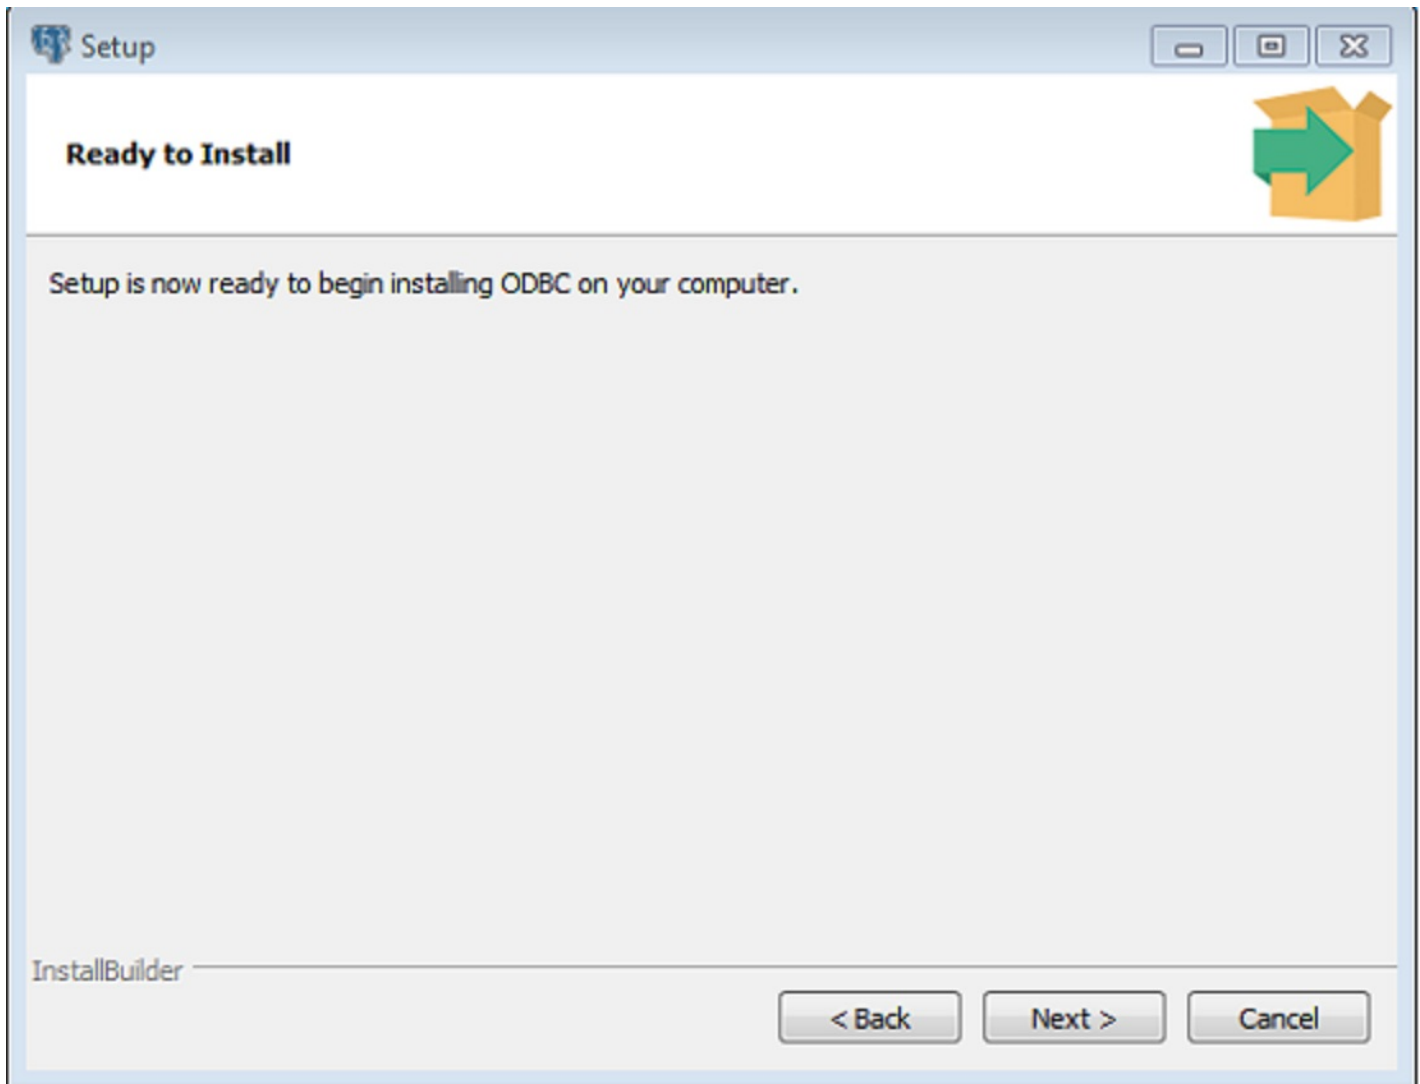 Setup
Ready to Install
Setup is now ready to begin installing ODBC on your computer.
InstallBuilder
< Back
Next >
Cancel